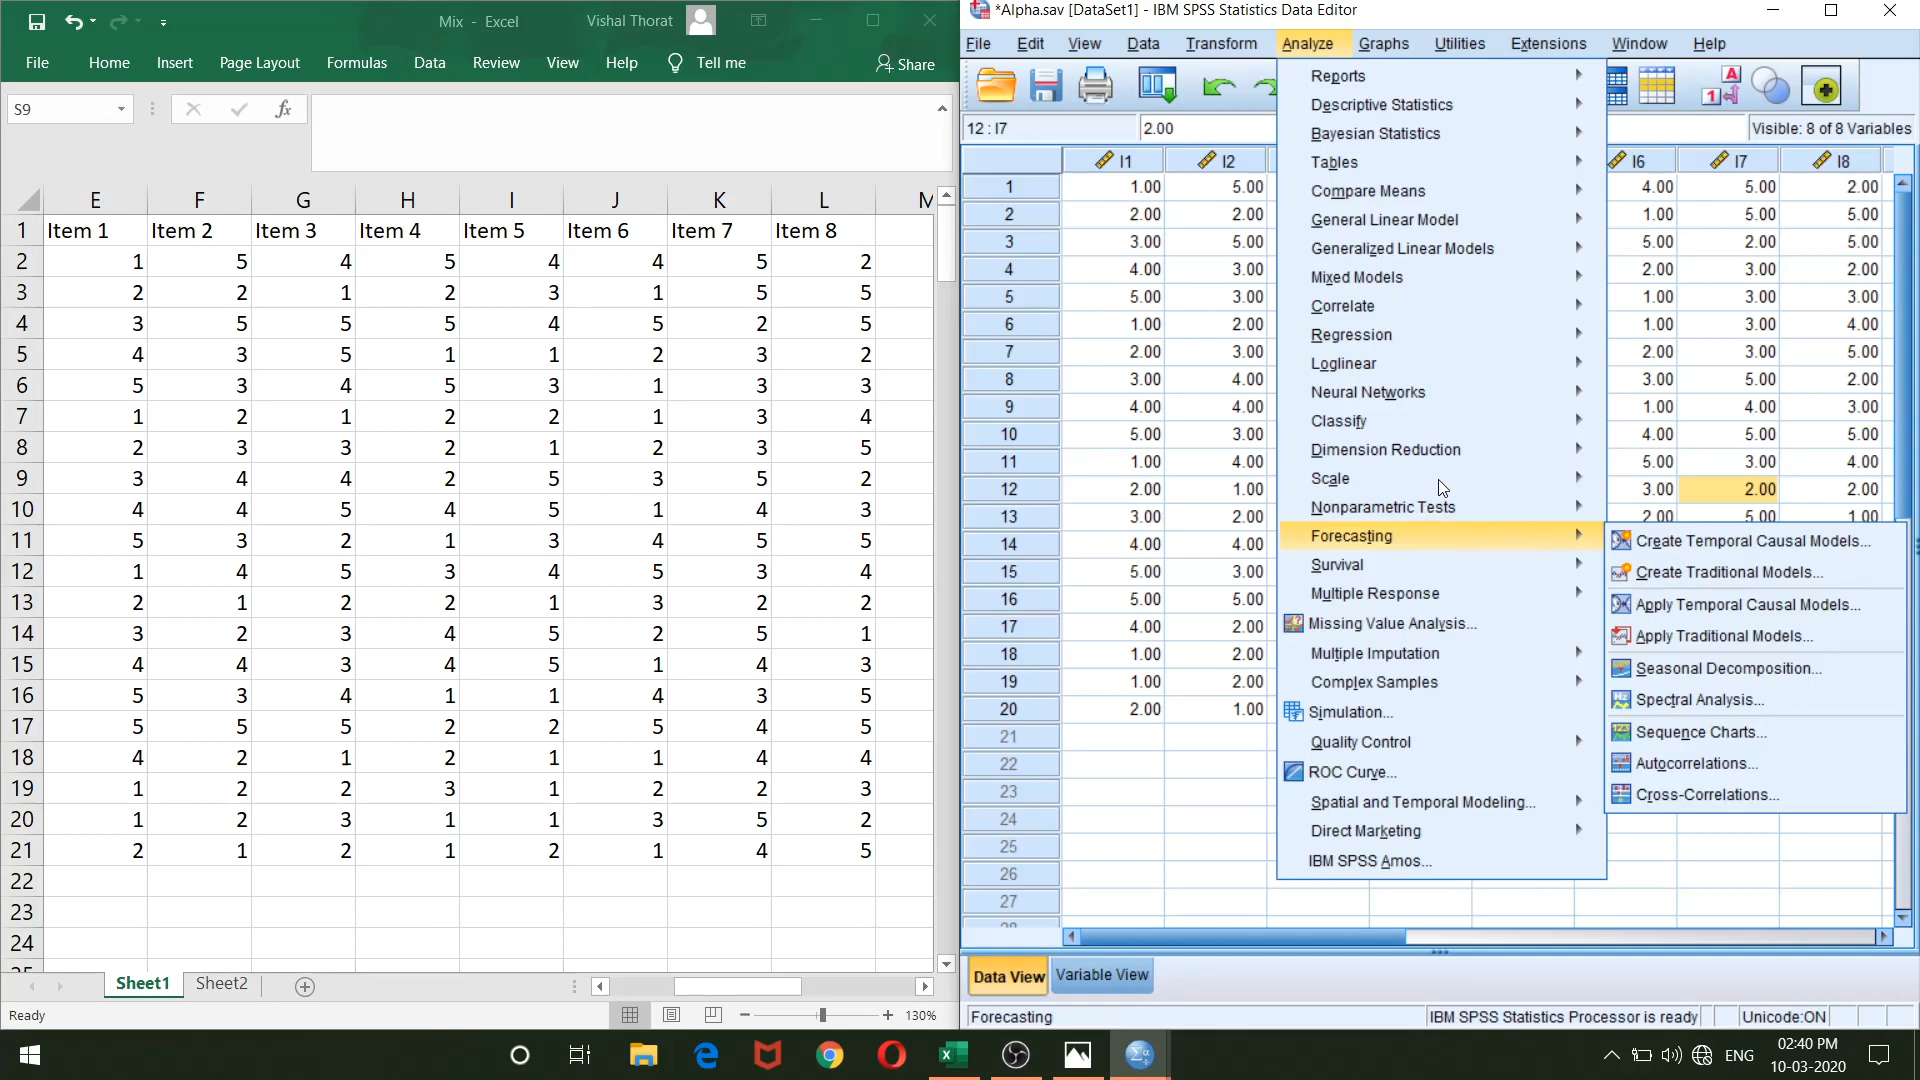 Mix - Excel
Vishal Thorat
File Home Insert Page Layout Formulas Data Review View Help Tell me Share
S9
fx
E F G H I J K L M
1 Item 1 Item 2 Item 3 Item 4 Item 5 Item 6 Item 7 Item 8
2 1 5 4 5 4 4 5 2
3 2 2 1 2 3 1 5 5
4 3 5 5 5 4 5 2 5
5 4 3 5 1 1 2 3 2
6 5 3 4 5 3 1 3 3
7 1 2 1 2 2 1 3 4
8 2 3 3 2 1 2 3 5
9 3 4 4 2 5 3 5 2
10 4 4 5 4 5 1 4 3
11 5 3 2 1 3 4 5 5
12 1 4 5 3 4 5 3 4
13 2 1 2 2 1 3 2 2
14 3 2 3 4 5 2 5 1
15 4 4 3 4 5 1 4 3
16 5 3 4 1 1 4 3 5
17 5 5 5 2 2 5 4 5
18 4 2 1 2 1 1 4 4
19 1 2 2 3 1 2 2 3
20 1 2 3 1 1 3 5 2
21 2 1 2 1 2 1 4 5
22
23
24
25
Sheet1 Sheet2
Ready
130%
*Alpha.sav [DataSet1] - IBM SPSS Statistics Data Editor
File Edit View Data Transform Analyze Graphs Utilities Extensions Window Help
12 : I7 2.00 Visible: 8 of 8 Variables
I1 I2 I6 I7 I8
1 1.00 5.00 4.00 5.00 2.00
2 2.00 2.00 1.00 5.00 5.00
3 3.00 5.00 5.00 2.00 5.00
4 4.00 3.00 2.00 3.00 2.00
5 5.00 3.00 1.00 3.00 3.00
6 1.00 2.00 1.00 3.00 4.00
7 2.00 3.00 2.00 3.00 5.00
8 3.00 4.00 3.00 5.00 2.00
9 4.00 4.00 1.00 4.00 3.00
10 5.00 3.00 4.00 5.00 5.00
11 1.00 4.00 5.00 3.00 4.00
12 2.00 1.00 3.00 2.00 2.00
13 3.00 2.00 2.00 5.00 1.00
14 4.00 4.00
15 5.00 3.00
16 5.00 5.00
17 4.00 2.00
18 1.00 2.00
19 1.00 2.00
20 2.00 1.00
21
22
23
24
25
26
27
28
Reports
Descriptive Statistics
Bayesian Statistics
Tables
Compare Means
General Linear Model
Generalized Linear Models
Mixed Models
Correlate
Regression
Loglinear
Neural Networks
Classify
Dimension Reduction
Scale
Nonparametric Tests
Forecasting
Survival
Multiple Response
Missing Value Analysis...
Multiple Imputation
Complex Samples
Simulation...
Quality Control
ROC Curve...
Spatial and Temporal Modeling...
Direct Marketing
IBM SPSS Amos...
Create Temporal Causal Models...
Create Traditional Models...
Apply Temporal Causal Models...
Apply Traditional Models...
Seasonal Decomposition...
Spectral Analysis...
Sequence Charts...
Autocorrelations...
Cross-Correlations...
Data View Variable View
Forecasting
IBM SPSS Statistics Processor is ready Unicode:ON
ENG
02:40 PM
10-03-2020